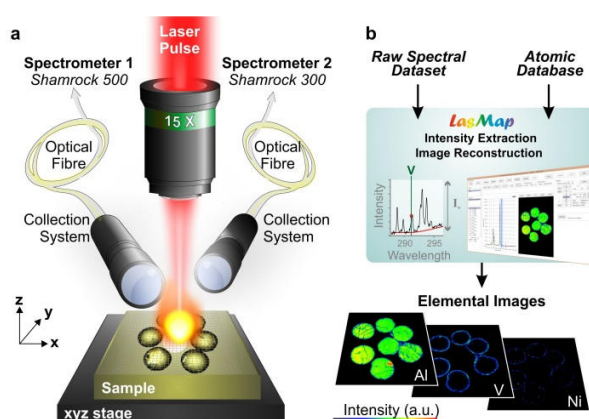 a
Laser
Pulse
Spectrometer 1
Shamrock 500
Spectrometer 2
Shamrock 300
15 X
Optical
Fibre
Optical
Fibre
Collection
System
Collection
System
z
y
x
Sample
xyz stage
b
Raw Spectral
Dataset
Atomic
Database
LasMap
Intensity Extraction
Image Reconstruction
V
Intensity
290 295
Wavelength
Elemental Images
Al
V
Ni
Intensity (a.u.)